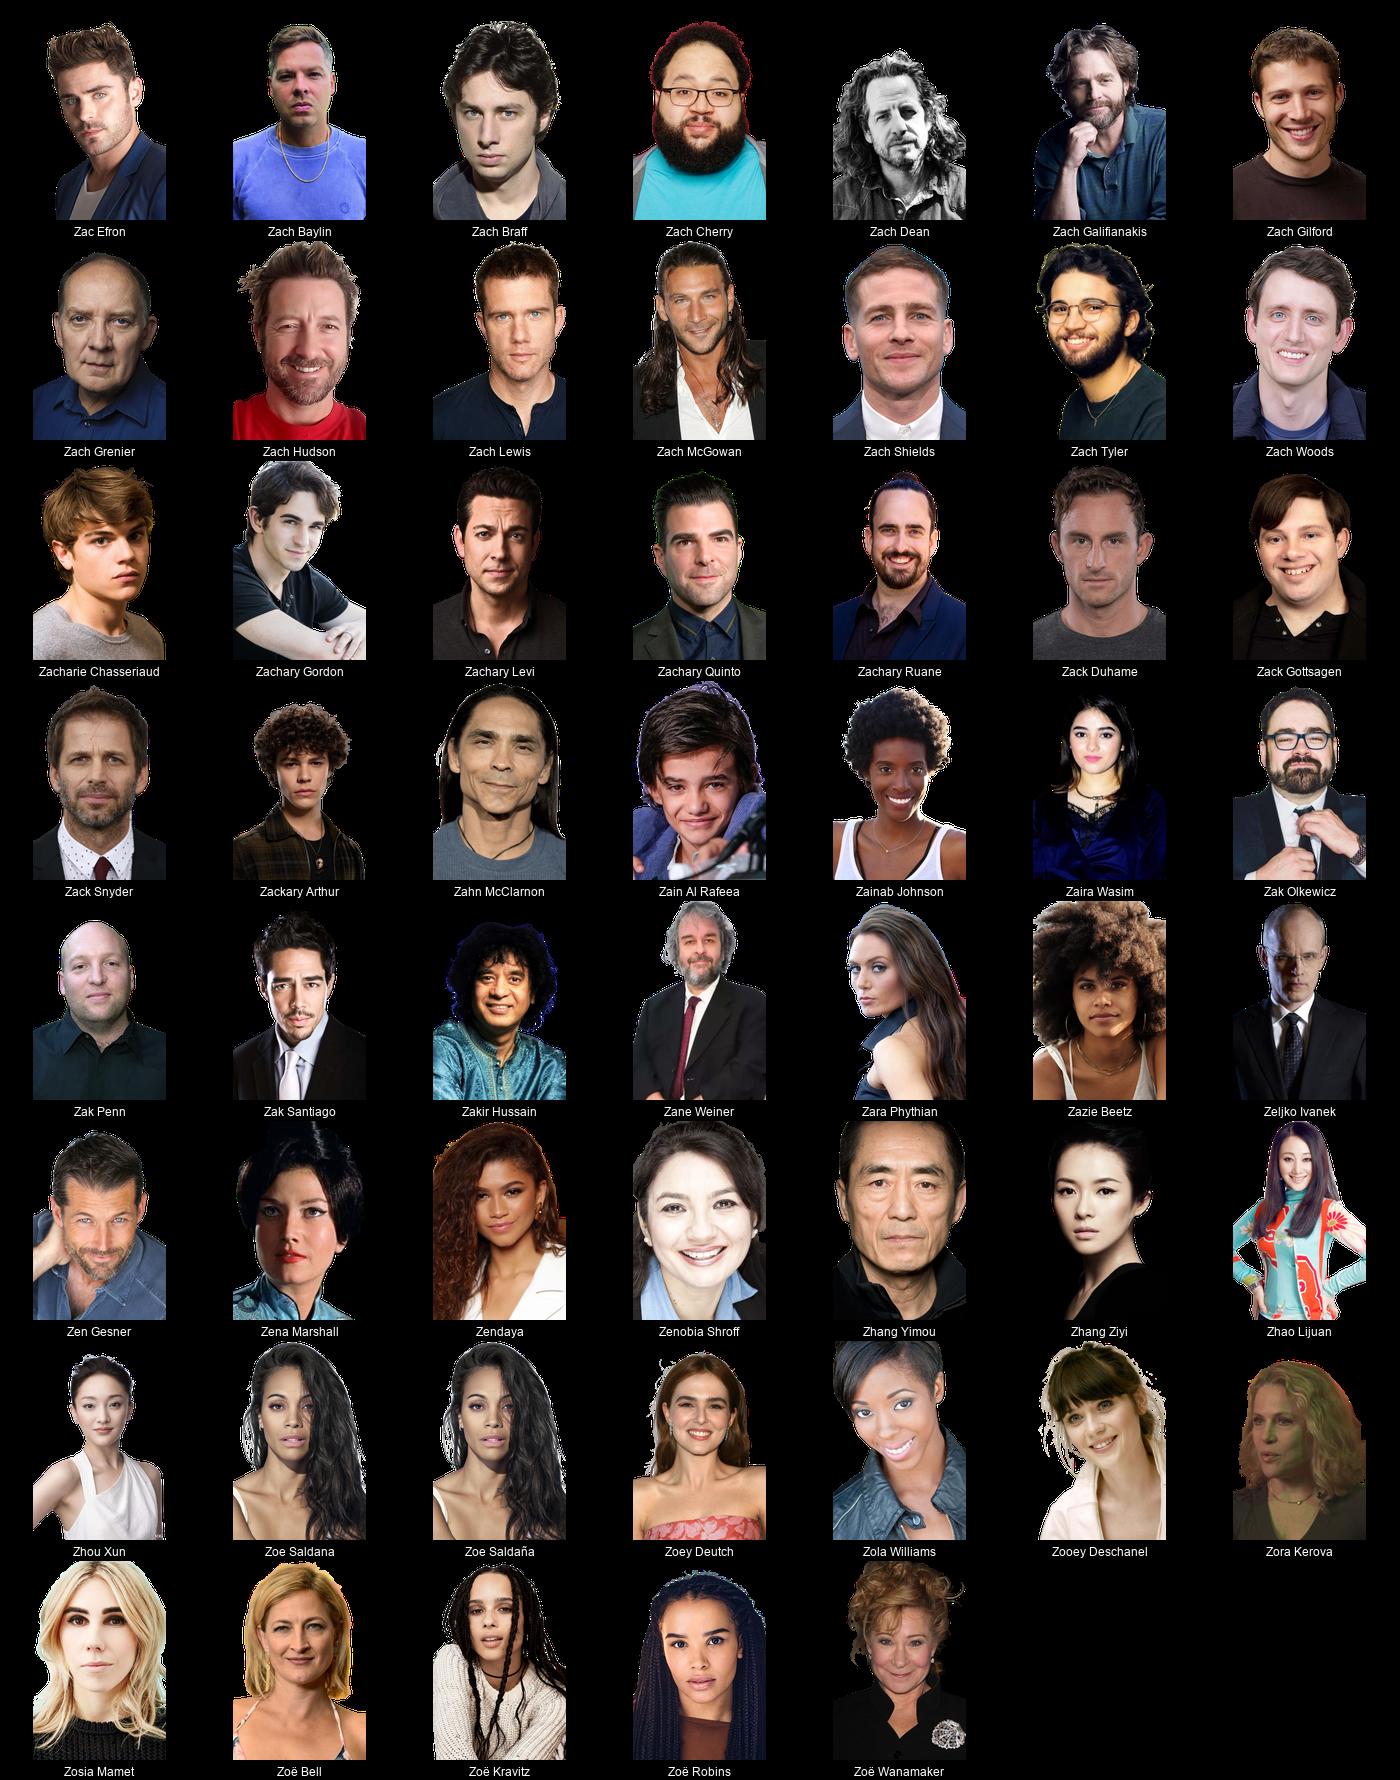 Zac Efron
Zach Baylin
Zach Braff
Zach Cherry
Zach Dean
Zach Galifianakis
Zach Gilford
Zach Grenier
Zach Hudson
Zach Lewis
Zach McGowan
Zach Shields
Zach Tyler
Zach Woods
Zacharie Chasseriaud
Zachary Gordon
Zachary Levi
Zachary Quinto
Zachary Ruane
Zack Duhame
Zack Gottsagen
Zack Snyder
Zackary Arthur
Zahn McClarnon
Zain Al Rafeea
Zainab Johnson
Zaira Wasim
Zak Olkewicz
Zak Penn
Zak Santiago
Zakir Hussain
Zane Weiner
Zara Phythian
Zazie Beetz
Zeljko Ivanek
Zen Gesner
Zena Marshall
Zendaya
Zenobia Shroff
Zhang Yimou
Zhang Ziyi
Zhao Lijuan
Zhou Xun
Zoe Saldana
Zoe Saldaña
Zoey Deutch
Zola Williams
Zooey Deschanel
Zora Kerova
Zosia Mamet
Zoë Bell
Zoë Kravitz
Zoë Robins
Zoë Wanamaker